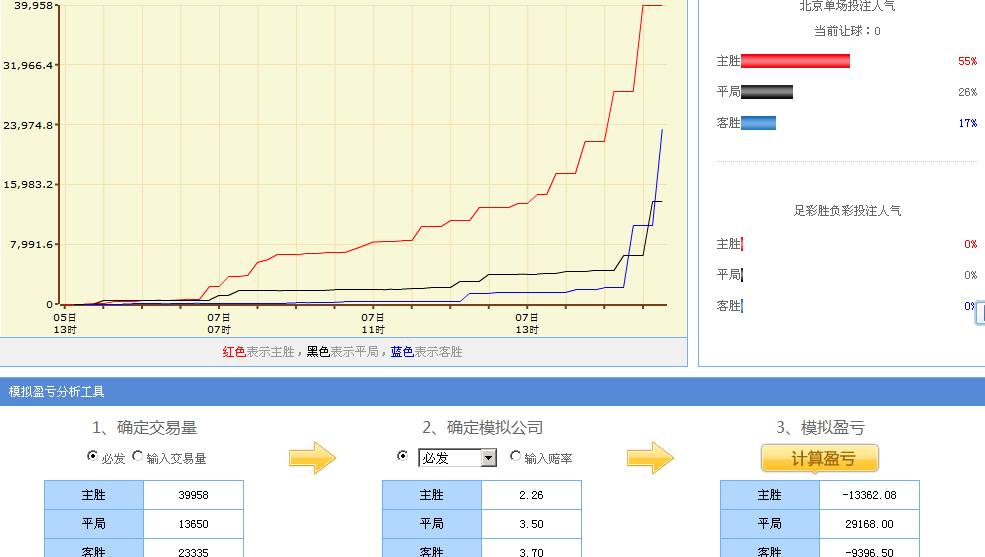 39,958
31,966.4
23,974.8
15,983.2
7,991.6
0
05日 07日 07日 07日
13时 07时 11时 13时
红色表示主胜，黑色表示平局，蓝色表示客胜
北京单场投注人气
当前让球：0
主胜 55%
平局 26%
客胜 17%
足彩胜负彩投注人气
主胜 0%
平局 0%
客胜 0%
模拟盈亏分析工具
1、确定交易量 2、确定模拟公司 3、模拟盈亏
必发 输入交易量 必发 输入赔率 计算盈亏
主胜 39958 主胜 2.26 主胜 -13362.08
平局 13650 平局 3.50 平局 29168.00
客胜 23335 客胜 3.70 客胜 -9396.50